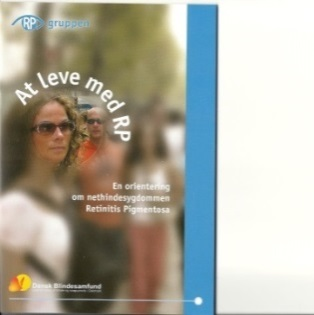 RP gruppen
At leve med RP
En orientering
om nethindesygdommen
Retinitis Pigmentosa
Dansk Blindesamfund